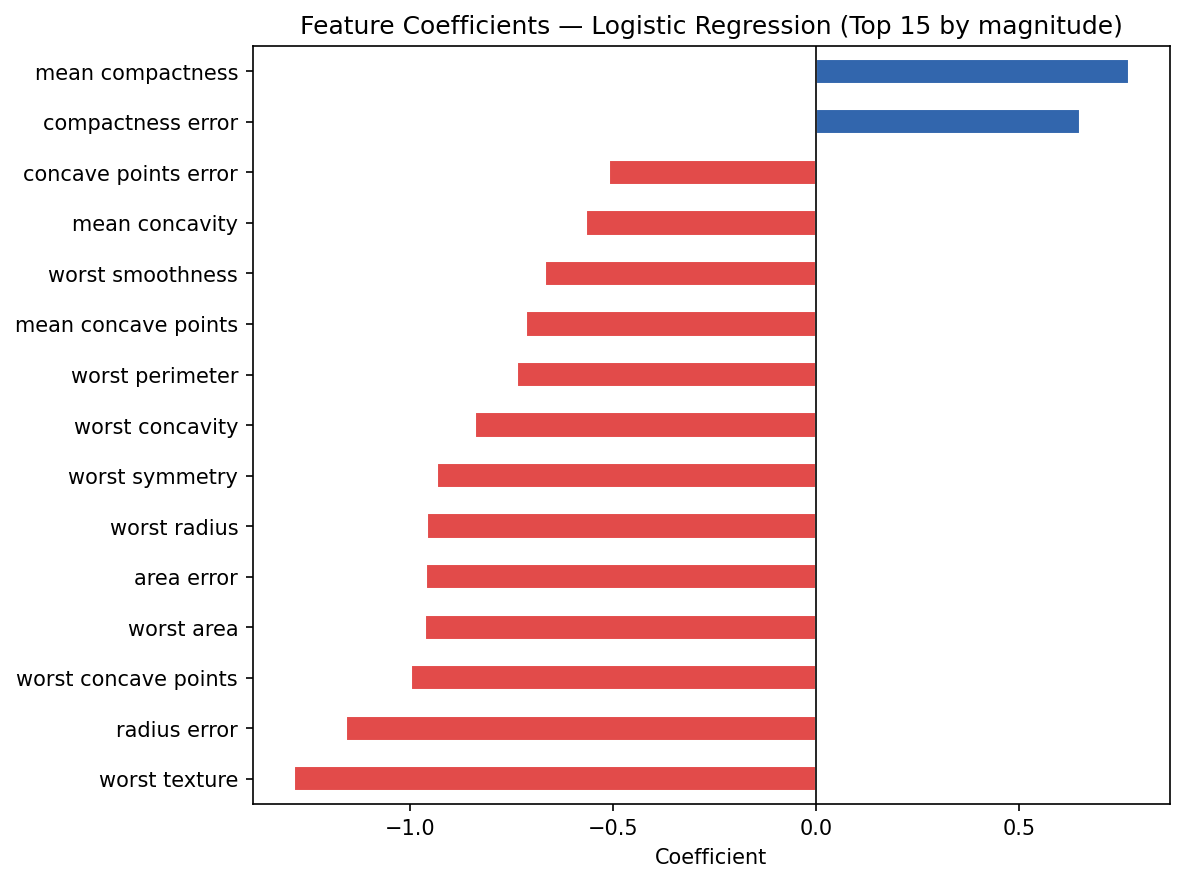 Feature Coefficients — Logistic Regression (Top 15 by magnitude)
mean compactness
compactness error
concave points error
mean concavity
worst smoothness
mean concave points
worst perimeter
worst concavity
worst symmetry
worst radius
area error
worst area
worst concave points
radius error
worst texture
−1.0 −0.5 0.0 0.5
Coefficient